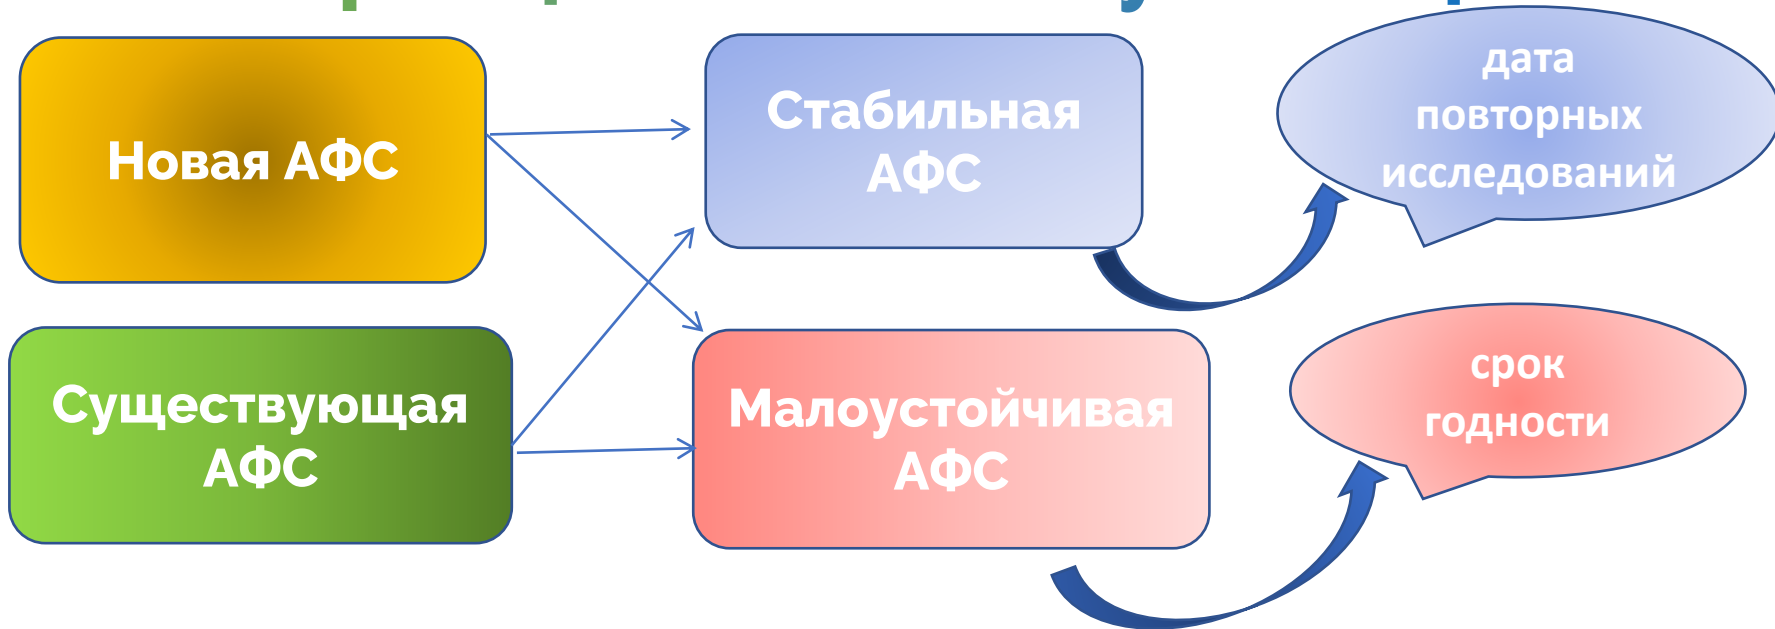 Новая АФС
Стабильная
АФС
дата
повторных
исследований
Существующая
АФС
Малоустойчивая
АФС
срок
годности